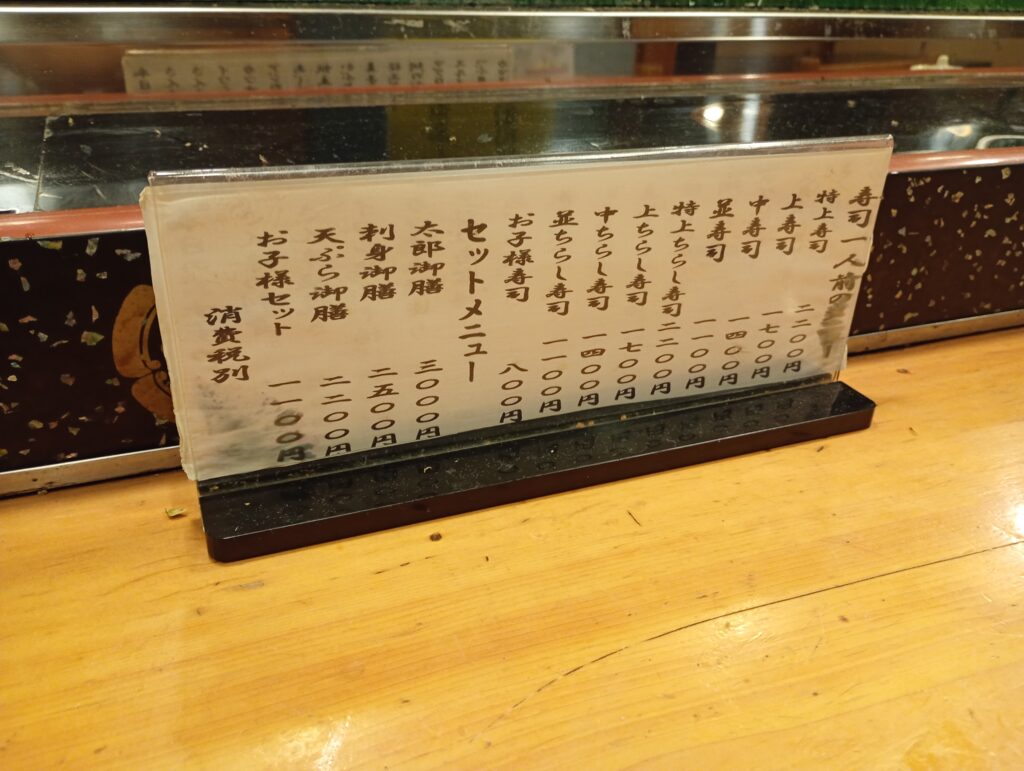 寿司一人前の
特上寿司 二二〇〇円
上寿司 一七〇〇円
中寿司 一四〇〇円
並寿司 一一〇〇円
特上ちらし寿司 二二〇〇円
上ちらし寿司 一七〇〇円
中ちらし寿司 一四〇〇円
並ちらし寿司 一一〇〇円
お子様寿司 八〇〇円
セットメニュー
太郎御膳 三〇〇〇円
刺身御膳 二五〇〇円
天ぷら御膳 二二〇〇円
お子様セット 一一〇〇円
消費税別